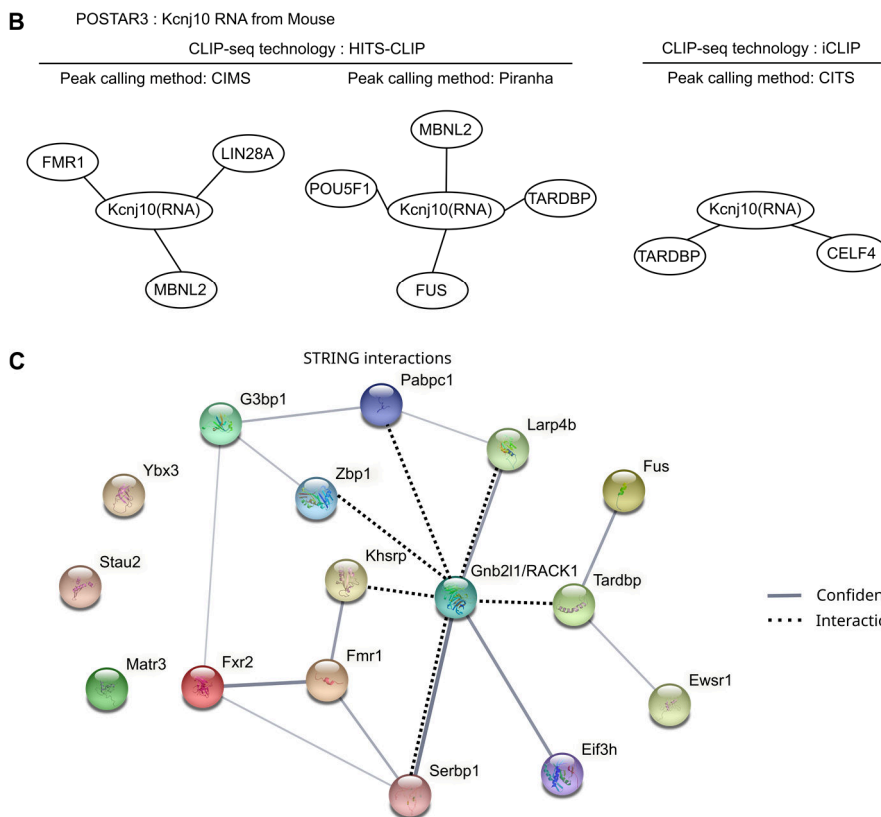 B
POSTAR3 : Kcnj10 RNA from Mouse
CLIP-seq technology : HITS-CLIP
CLIP-seq technology : iCLIP
Peak calling method: CIMS
Peak calling method: Piranha
Peak calling method: CITS
FMR1
LIN28A
Kcnj10(RNA)
MBNL2
MBNL2
POU5F1
Kcnj10(RNA)
TARDBP
FUS
Kcnj10(RNA)
TARDBP
CELF4
C
STRING interactions
Pabpc1
G3bp1
Larp4b
Ybx3
Zbp1
Fus
Stau2
Khsrp
Gnb2l1/RACK1
Tardbp
Matr3
Fxr2
Fmr1
Ewsr1
Serbp1
Eif3h
Confiden
Interactio